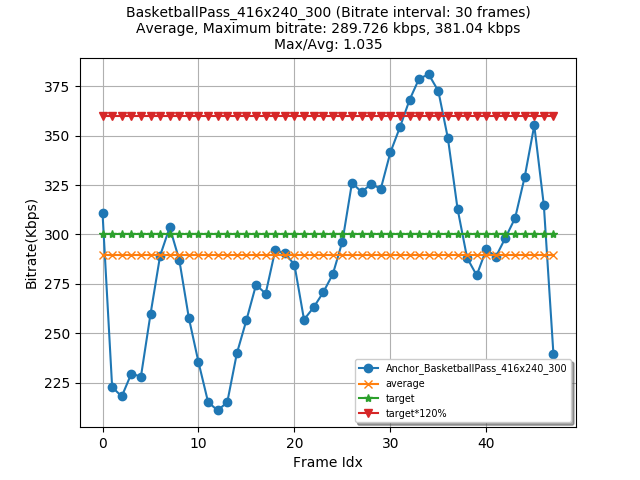 BasketballPass_416x240_300 (Bitrate interval: 30 frames)
Average, Maximum bitrate: 289.726 kbps, 381.04 kbps
Max/Avg: 1.035
Bitrate(Kbps)
375
350
325
300
275
250
225
0 10 20 30 40
Frame Idx
Anchor_BasketballPass_416x240_300
average
target
target*120%